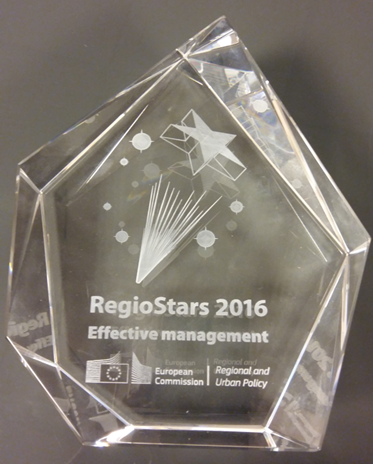 RegioStars 2016
Effective management
European
Commission
Regional and
Urban Policy